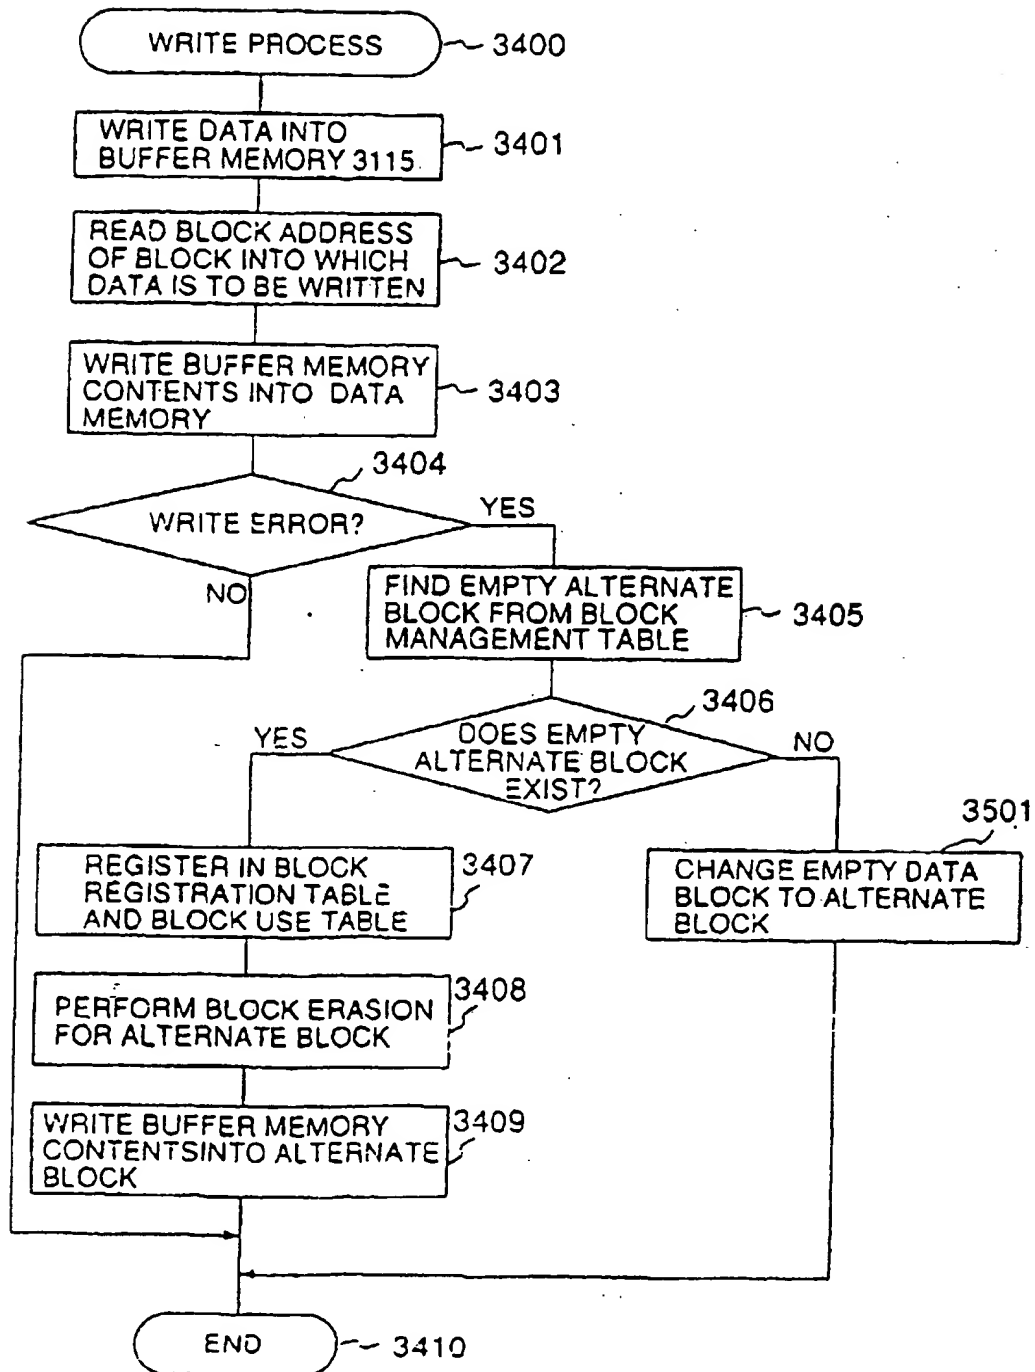 WRITE PROCESS
3400
WRITE DATA INTO
BUFFER MEMORY 3115.
3401
READ BLOCK ADDRESS
OF BLOCK INTO WHICH
DATA IS TO BE WRITTEN
3402
WRITE BUFFER MEMORY
CONTENTS INTO DATA
MEMORY
3403
3404
WRITE ERROR?
YES
NO
FIND EMPTY ALTERNATE
BLOCK FROM BLOCK
MANAGEMENT TABLE
3405
3406
DOES EMPTY
ALTERNATE BLOCK
EXIST?
YES
NO
REGISTER IN BLOCK
REGISTRATION TABLE
AND BLOCK USE TABLE
3407
3501
CHANGE EMPTY DATA
BLOCK TO ALTERNATE
BLOCK
PERFORM BLOCK ERASION
FOR ALTERNATE BLOCK
3408
WRITE BUFFER MEMORY
CONTENTSINTO ALTERNATE
BLOCK
3409
END
3410